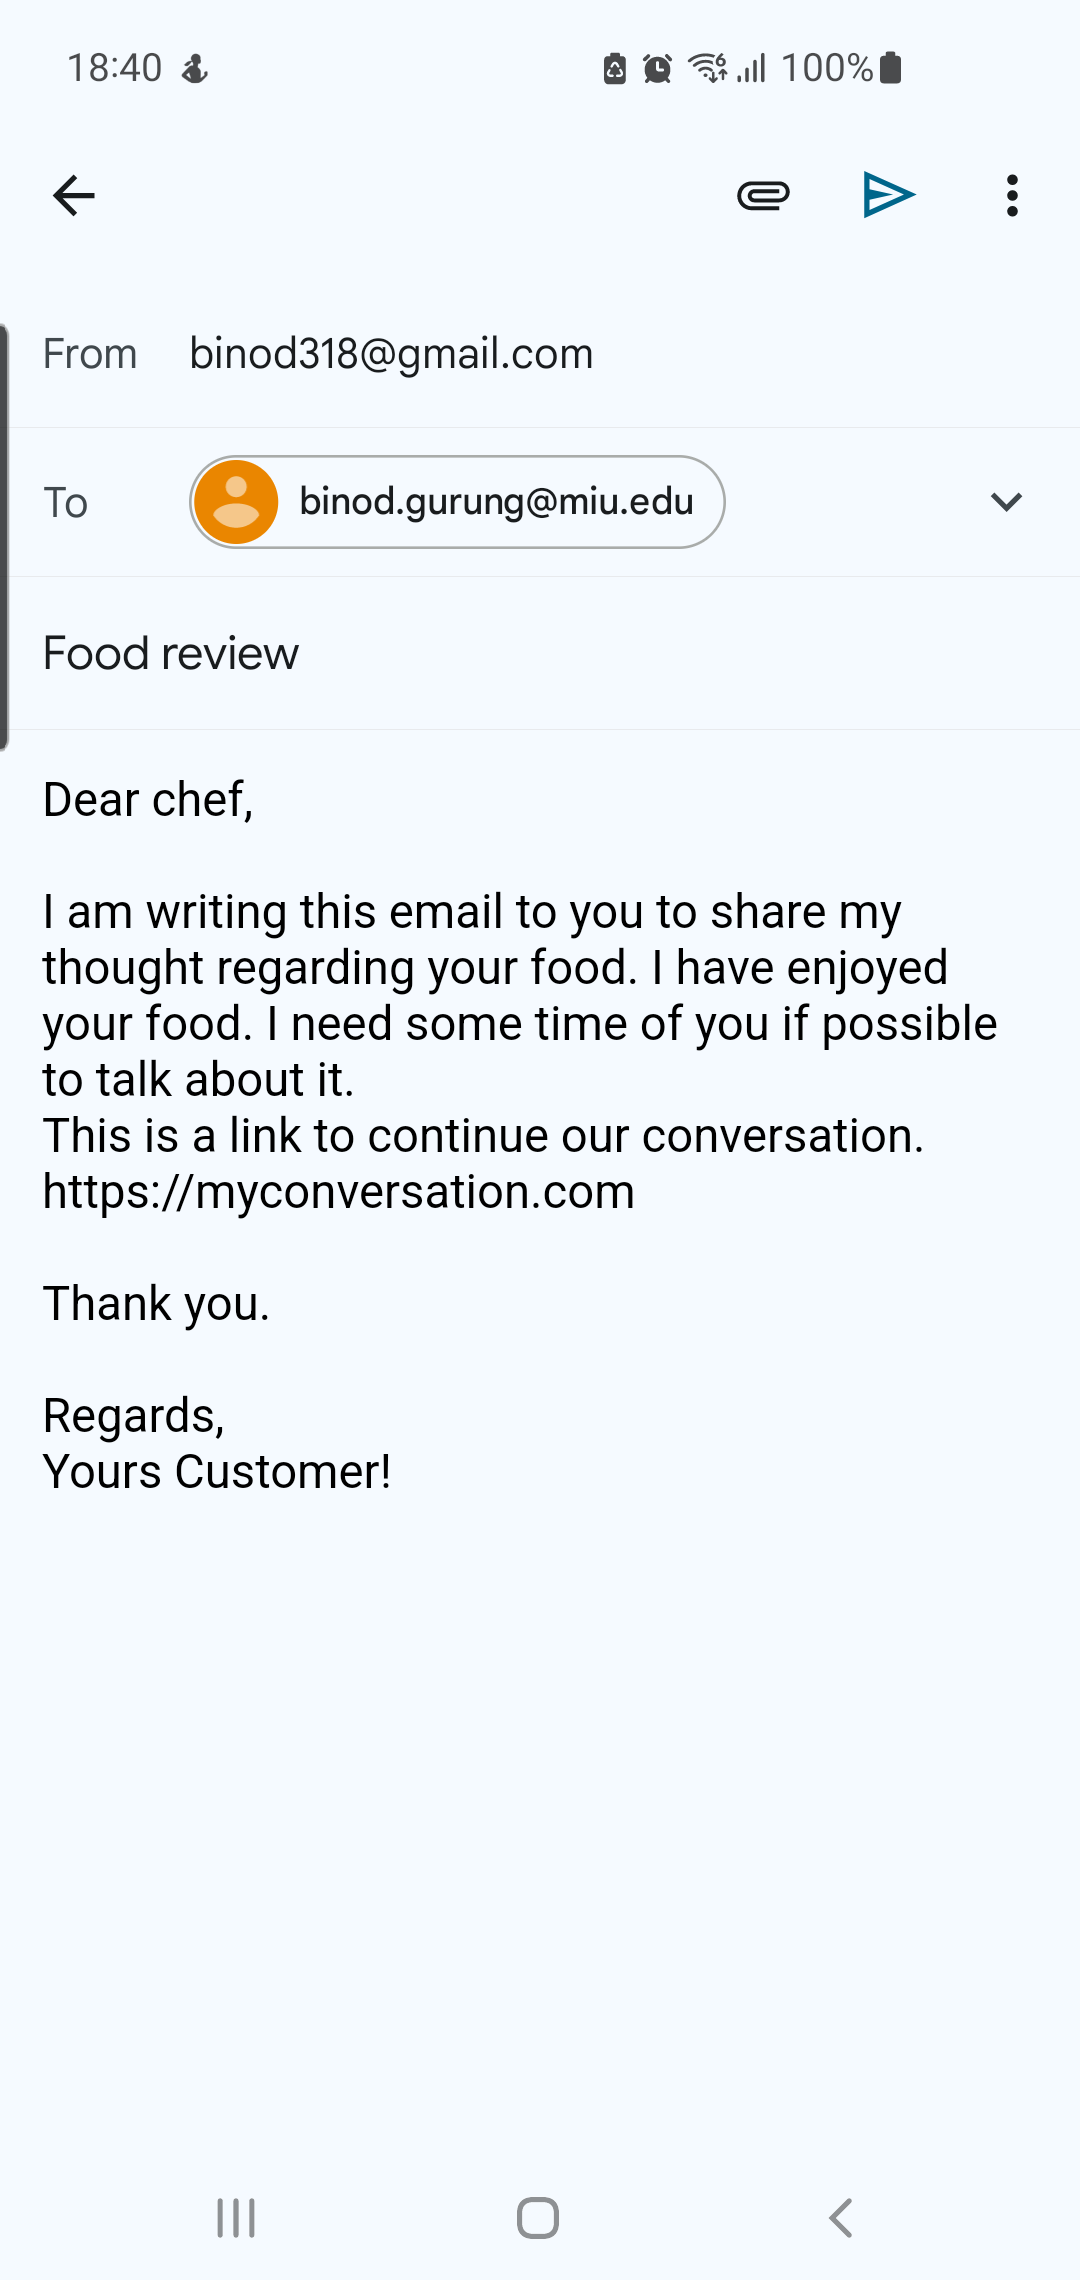 18:40 100%
From binod318@gmail.com
To binod.gurung@miu.edu
Food review
Dear chef,
I am writing this email to you to share my
thought regarding your food. I have enjoyed
your food. I need some time of you if possible
to talk about it.
This is a link to continue our conversation.
https://myconversation.com
Thank you.
Regards,
Yours Customer!